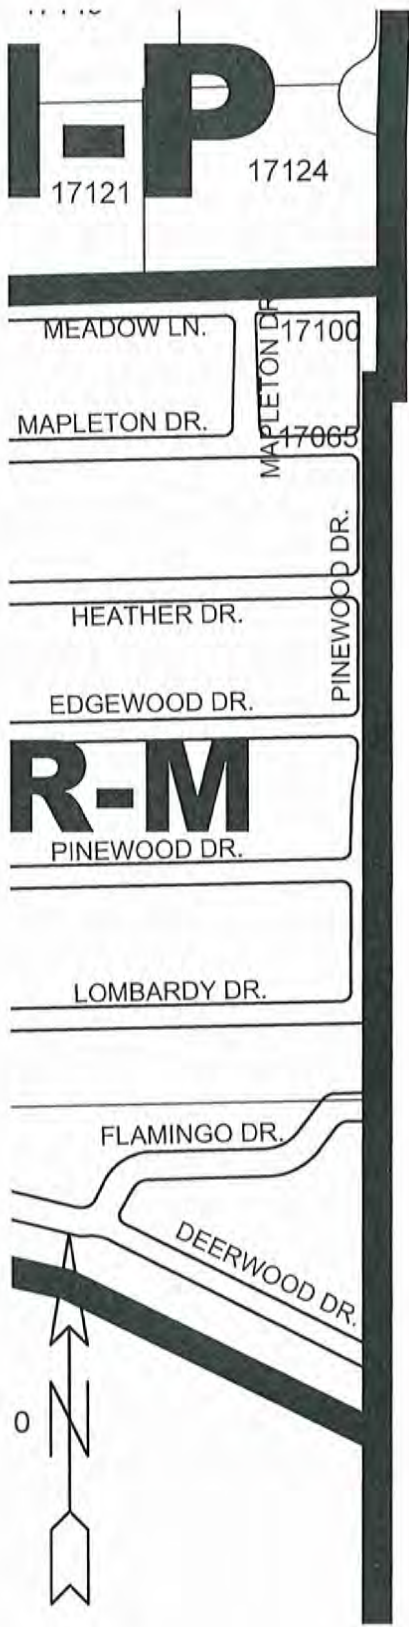 I-P
17124
17121
MEADOW LN.
17100
MAPLETON DR
MAPLETON DR.
17065
PINEWOOD DR.
HEATHER DR.
EDGEWOOD DR.
R-M
PINEWOOD DR.
LOMBARDY DR.
FLAMINGO DR.
DEERWOOD DR.
0
N